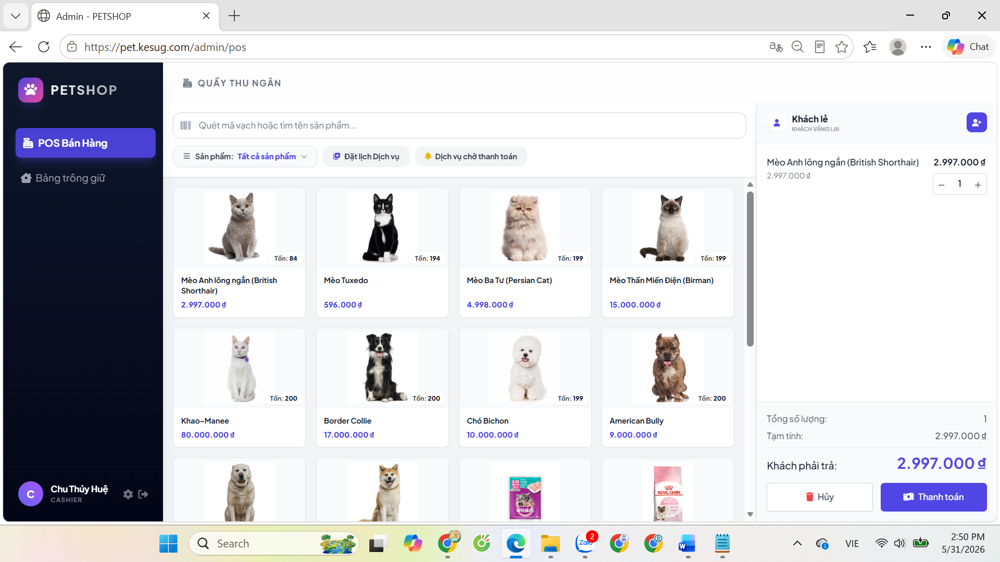 Admin - PETSHOP
https://pet.kesug.com/admin/pos
Chat
PETSHOP
POS Bán Hàng
Bảng trông giữ
Chu Thúy Huệ
CASHIER
C
QUẦY THU NGÂN
Quét mã vạch hoặc tìm tên sản phẩm...
Sản phẩm: Tất cả sản phẩm
Đặt lịch Dịch vụ
Dịch vụ chờ thanh toán
Tồn: 84
Mèo Anh lông ngắn (British
Shorthair)
2.997.000 ₫
Tồn: 194
Mèo Tuxedo
596.000 ₫
Tồn: 199
Mèo Ba Tư (Persian Cat)
4.998.000 ₫
Tồn: 199
Mèo Thần Miến Điện (Birman)
15.000.000 ₫
Tồn: 200
Khao-Manee
80.000.000 ₫
Tồn: 200
Border Collie
17.000.000 ₫
Tồn: 199
Chó Bichon
10.000.000 ₫
Tồn: 200
American Bully
9.000.000 ₫
2-12
whiskas
ROYAL CANIN
Khách lẻ
KHÁCH VÃNG LAI
Mèo Anh lông ngắn (British Shorthair)
2.997.000 ₫
2.997.000 ₫
1
Tổng số lượng:
1
Tạm tính:
2.997.000 ₫
Khách phải trả:
2.997.000 ₫
Hủy
Thanh toán
Search
Zalo
2
VIE
2:50 PM
5/31/2026